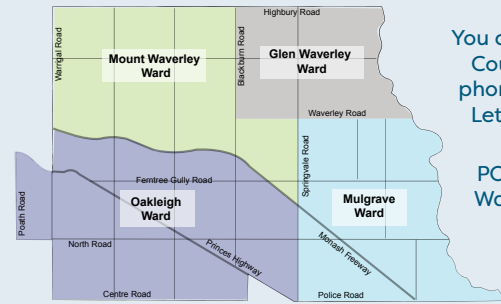 Highbury Road
Warrigal Road
Mount Waverley
Ward
Blackburn Road
Glen Waverley
Ward
Waverley Road
Springvale Road
Ferntree Gully Road
Poath Road
Oakleigh
Ward
Mulgrave
Ward
North Road
Princes Highway
Monash Freeway
Centre Road
Police Road
You c
Cou
phon
Let
PO
Wa